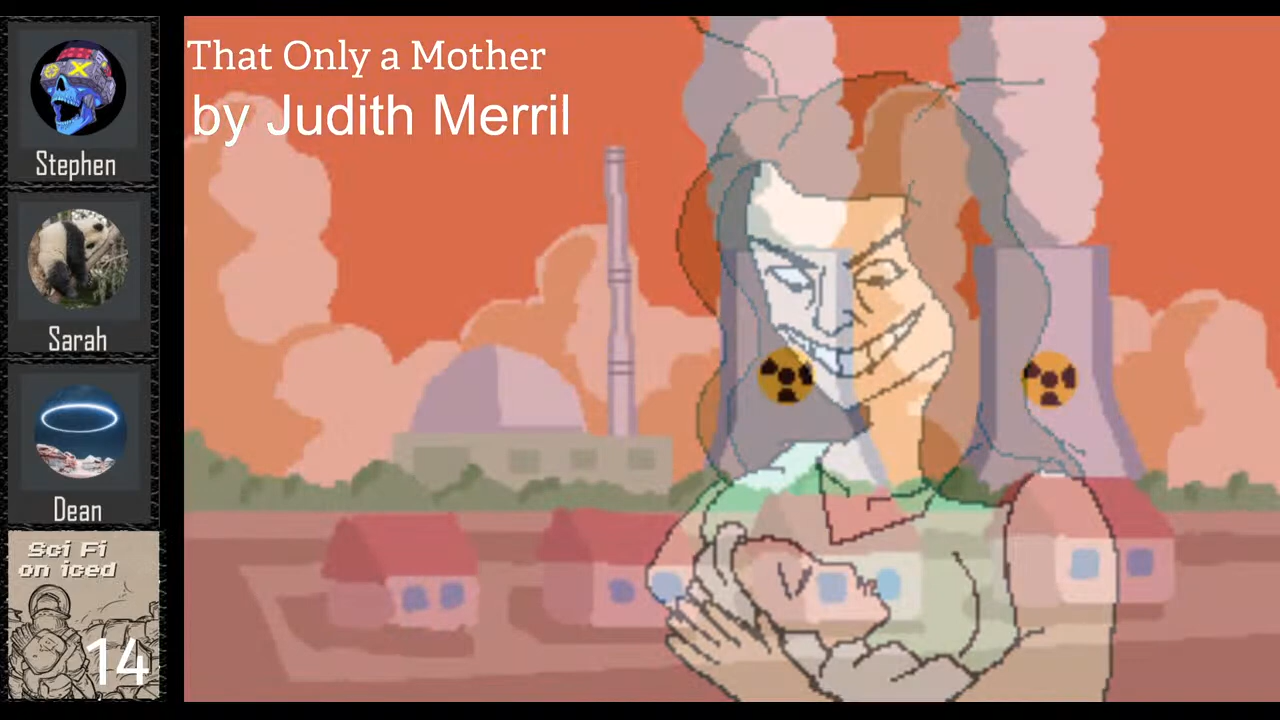 That Only a Mother
by Judith Merril
Stephen
Sarah
Dean
Sci Fi
on iced
14